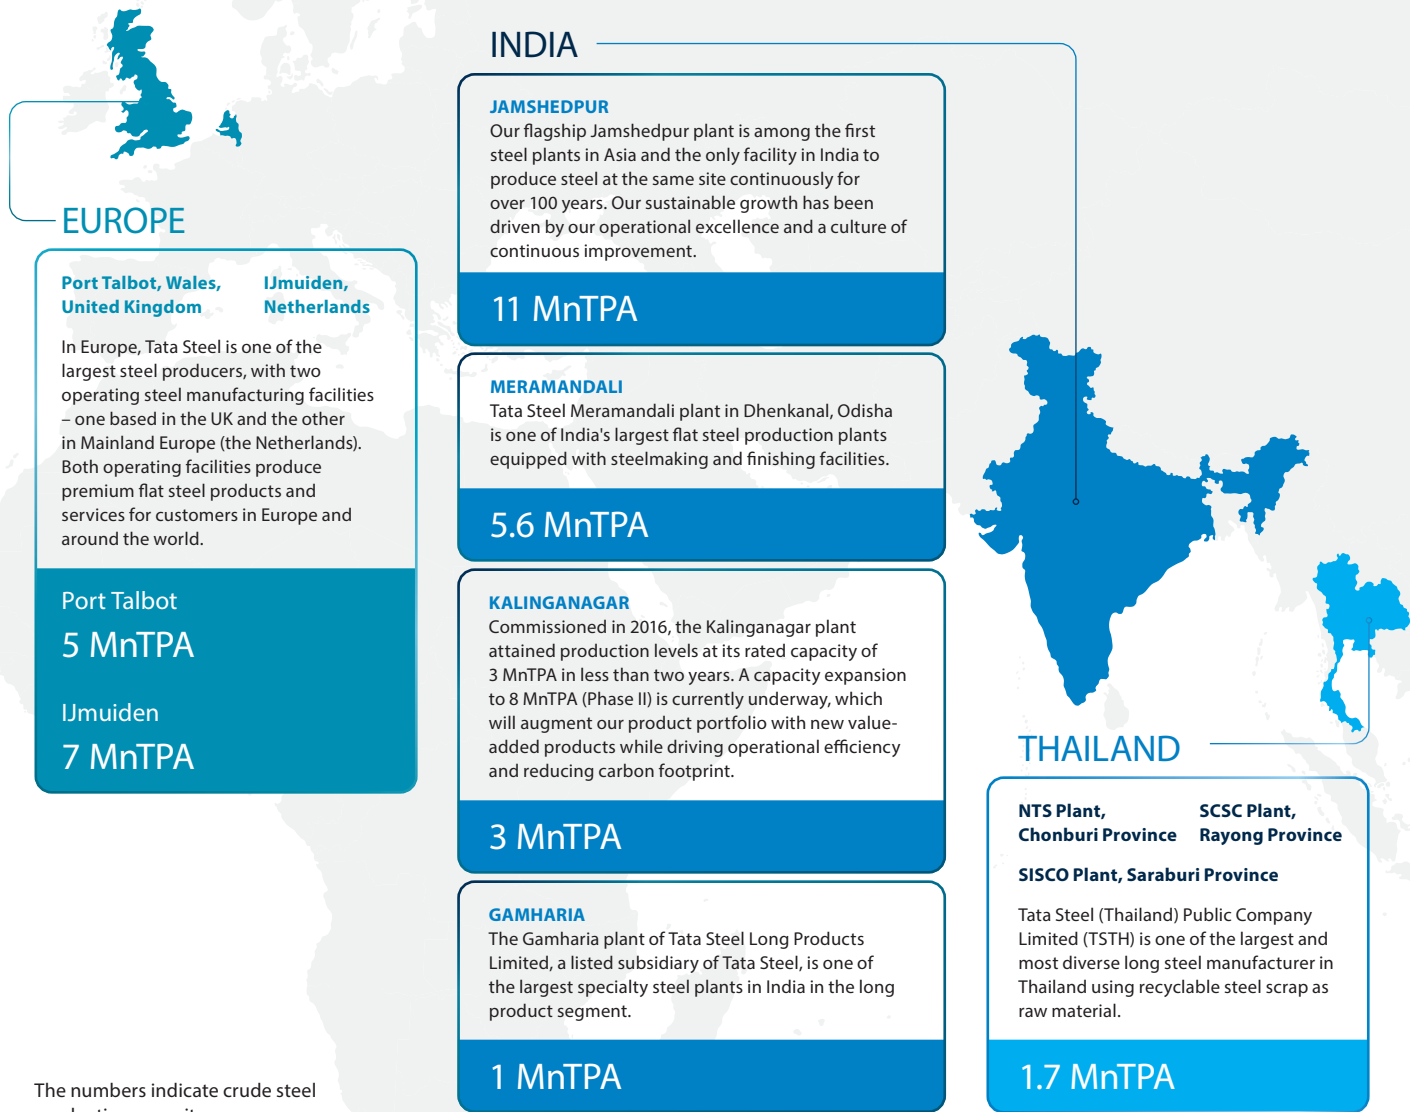 EUROPE
Port Talbot, Wales,
United Kingdom
IJmuiden,
Netherlands
In Europe, Tata Steel is one of the
largest steel producers, with two
operating steel manufacturing facilities
– one based in the UK and the other
in Mainland Europe (the Netherlands).
Both operating facilities produce
premium flat steel products and
services for customers in Europe and
around the world.
Port Talbot
5 MnTPA
IJmuiden
7 MnTPA
The numbers indicate crude steel
INDIA
JAMSHEDPUR
Our flagship Jamshedpur plant is among the first
steel plants in Asia and the only facility in India to
produce steel at the same site continuously for
over 100 years. Our sustainable growth has been
driven by our operational excellence and a culture of
continuous improvement.
11 MnTPA
MERAMANDALI
Tata Steel Meramandali plant in Dhenkanal, Odisha
is one of India's largest flat steel production plants
equipped with steelmaking and finishing facilities.
5.6 MnTPA
KALINGANAGAR
Commissioned in 2016, the Kalinganagar plant
attained production levels at its rated capacity of
3 MnTPA in less than two years. A capacity expansion
to 8 MnTPA (Phase II) is currently underway, which
will augment our product portfolio with new value-
added products while driving operational efficiency
and reducing carbon footprint.
3 MnTPA
GAMHARIA
The Gamharia plant of Tata Steel Long Products
Limited, a listed subsidiary of Tata Steel, is one of
the largest specialty steel plants in India in the long
product segment.
1 MnTPA
THAILAND
NTS Plant,
Chonburi Province
SCSC Plant,
Rayong Province
SISCO Plant, Saraburi Province
Tata Steel (Thailand) Public Company
Limited (TSTH) is one of the largest and
most diverse long steel manufacturer in
Thailand using recyclable steel scrap as
raw material.
1.7 MnTPA